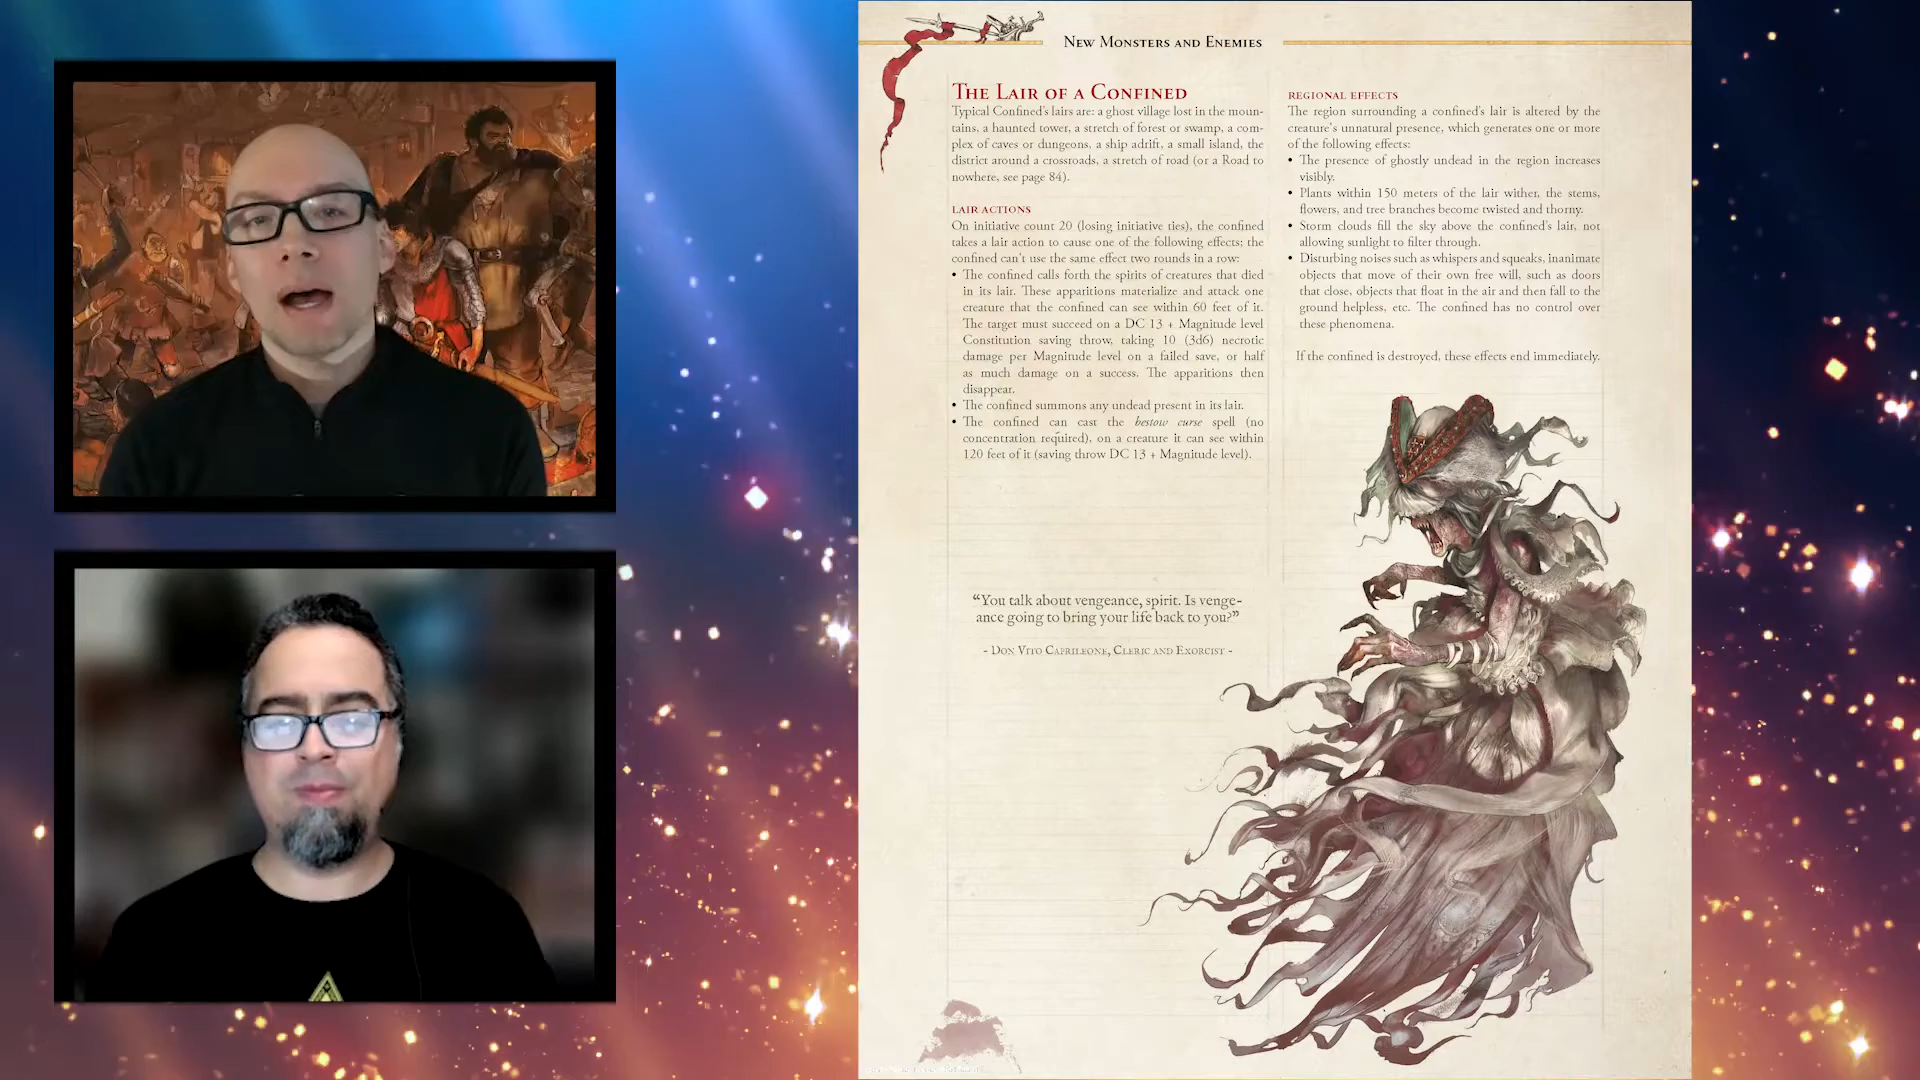 New Monsters and Enemies
The Lair of a Confined
Typical Confined's lairs are: a ghost village lost in the moun-
tains, a haunted tower, a stretch of forest or swamp, a com-
plex of caves or dungeons, a ship adrift, a small island, the
district around a crossroads, a stretch of road (or a Road to
nowhere, see page 84).
LAIR ACTIONS
On initiative count 20 (losing initiative ties), the confined
takes a lair action to cause one of the following effects; the
confined can't use the same effect two rounds in a row:
• The confined calls forth the spirits of creatures that died
in its lair. These apparitions materialize and attack one
creature that the confined can see within 60 feet of it.
The target must succeed on a DC 13 + Magnitude level
Constitution saving throw, taking 10 (3d6) necrotic
damage per Magnitude level on a failed save, or half
as much damage on a success. The apparitions then
disappear.
• The confined summons any undead present in its lair.
• The confined can cast the bestow curse spell (no
concentration required), on a creature it can see within
120 feet of it (saving throw DC 13 + Magnitude level).
“You talk about vengeance, spirit. Is venge-
ance going to bring your life back to you?”
- Don Vito Caprileone, Cleric and Exorcist -
REGIONAL EFFECTS
The region surrounding a confined's lair is altered by the
creature's unnatural presence, which generates one or more
of the following effects:
• The presence of ghostly undead in the region increases
visibly.
• Plants within 150 meters of the lair wither, the stems,
flowers, and tree branches become twisted and thorny.
• Storm clouds fill the sky above the confined's lair, not
allowing sunlight to filter through.
• Disturbing noises such as whispers and squeaks, inanimate
objects that move of their own free will, such as doors
that close, objects that float in the air and then fall to the
ground helpless, etc. The confined has no control over
these phenomena.
If the confined is destroyed, these effects end immediately.